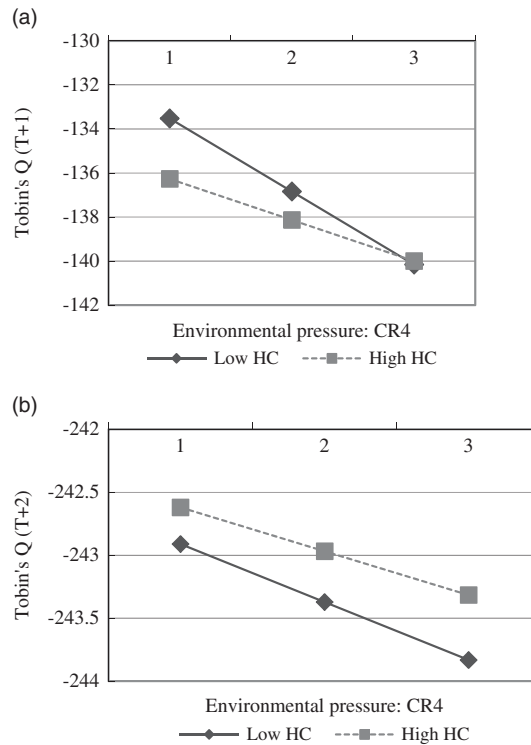 (a)
-130
1 2 3
-132
-134
-136
-138
-140
-142
Tobin's Q (T+1)
Environmental pressure: CR4
Low HC High HC
(b)
-242
1 2 3
-242.5
-243
-243.5
-244
Tobin's Q (T+2)
Environmental pressure: CR4
Low HC High HC